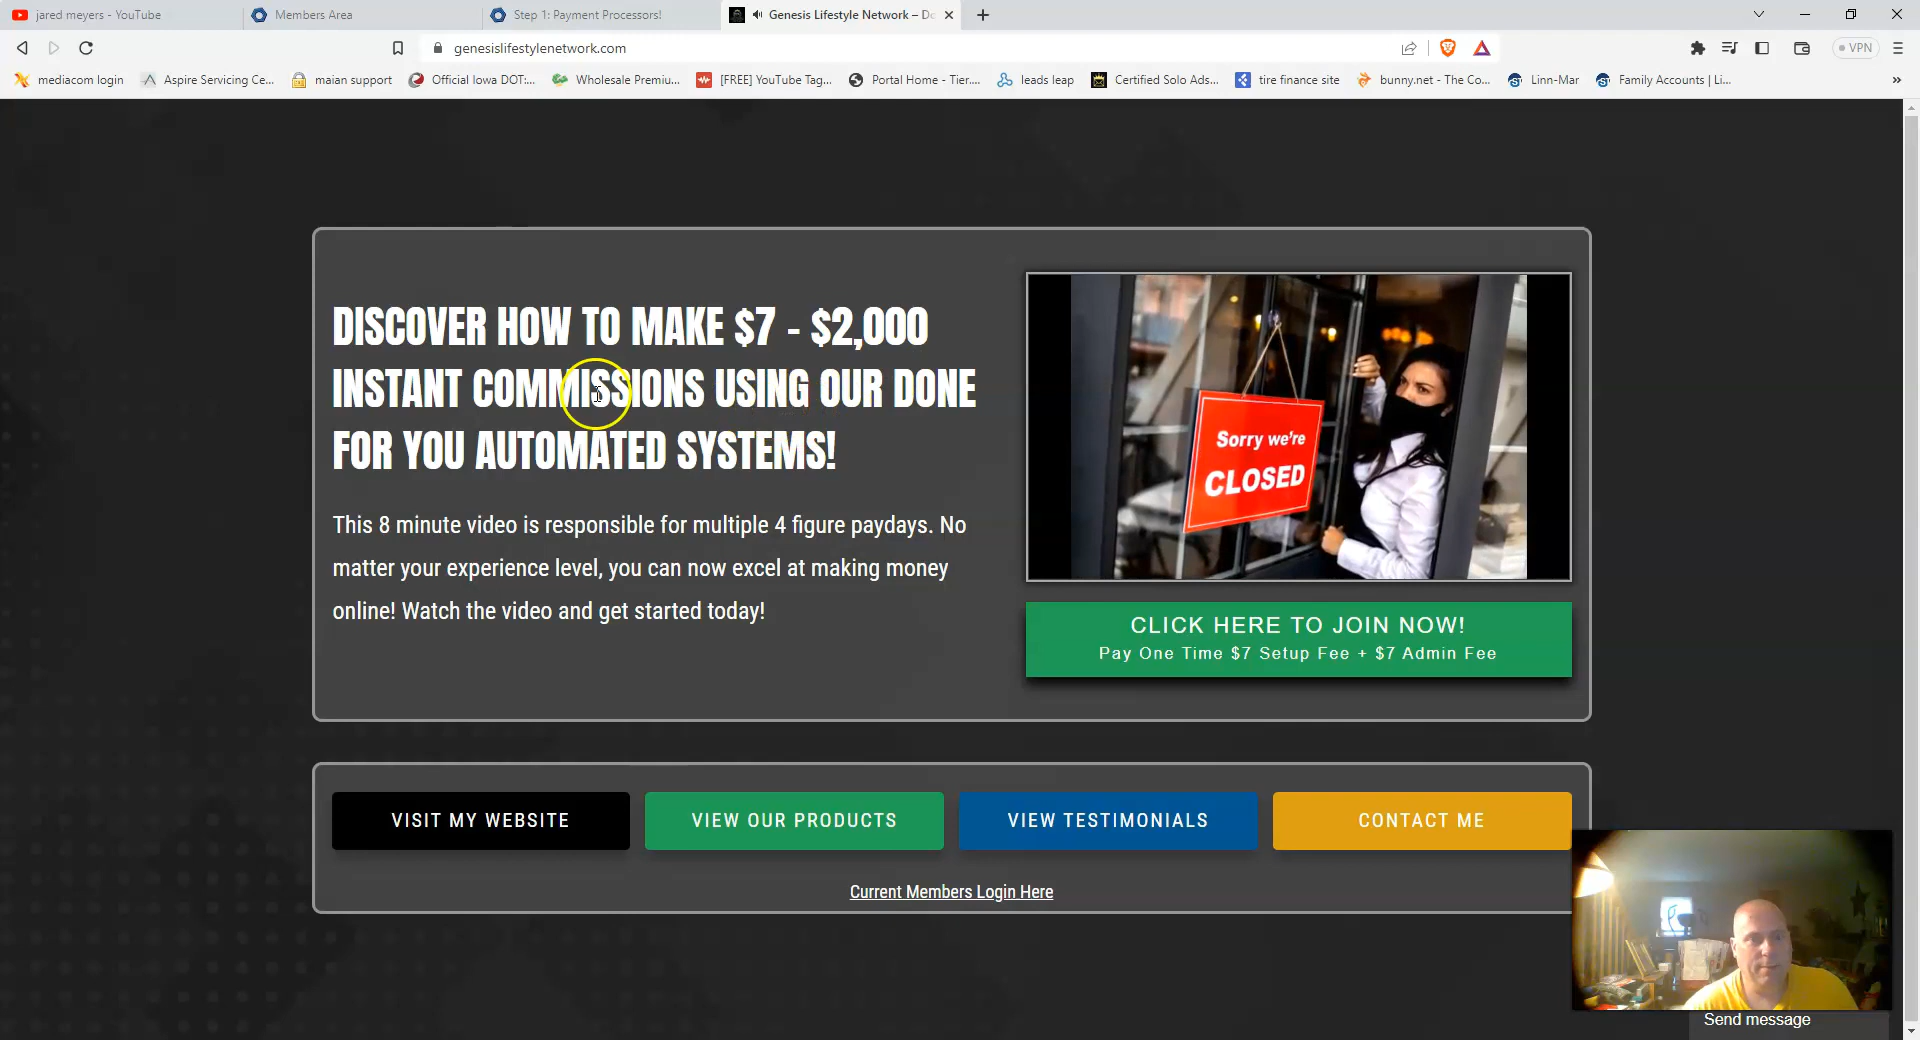 jared meyers - YouTube
Members Area
Step 1: Payment Processors!
Genesis Lifestyle Network – Do
genesislifestylenetwork.com
VPN
mediacom login
Aspire Servicing Ce...
maian support
Official Iowa DOT:...
Wholesale Premiu...
[FREE] YouTube Tag...
Portal Home - Tier....
leads leap
Certified Solo Ads...
tire finance site
bunny.net - The Co...
Linn-Mar
Family Accounts | Li...
DISCOVER HOW TO MAKE $7 - $2,000
INSTANT COMMISSIONS USING OUR DONE
FOR YOU AUTOMATED SYSTEMS!
This 8 minute video is responsible for multiple 4 figure paydays. No
matter your experience level, you can now excel at making money
online! Watch the video and get started today!
Sorry we're
CLOSED
CLICK HERE TO JOIN NOW!
Pay One Time $7 Setup Fee + $7 Admin Fee
VISIT MY WEBSITE
VIEW OUR PRODUCTS
VIEW TESTIMONIALS
CONTACT ME
Current Members Login Here
Send message